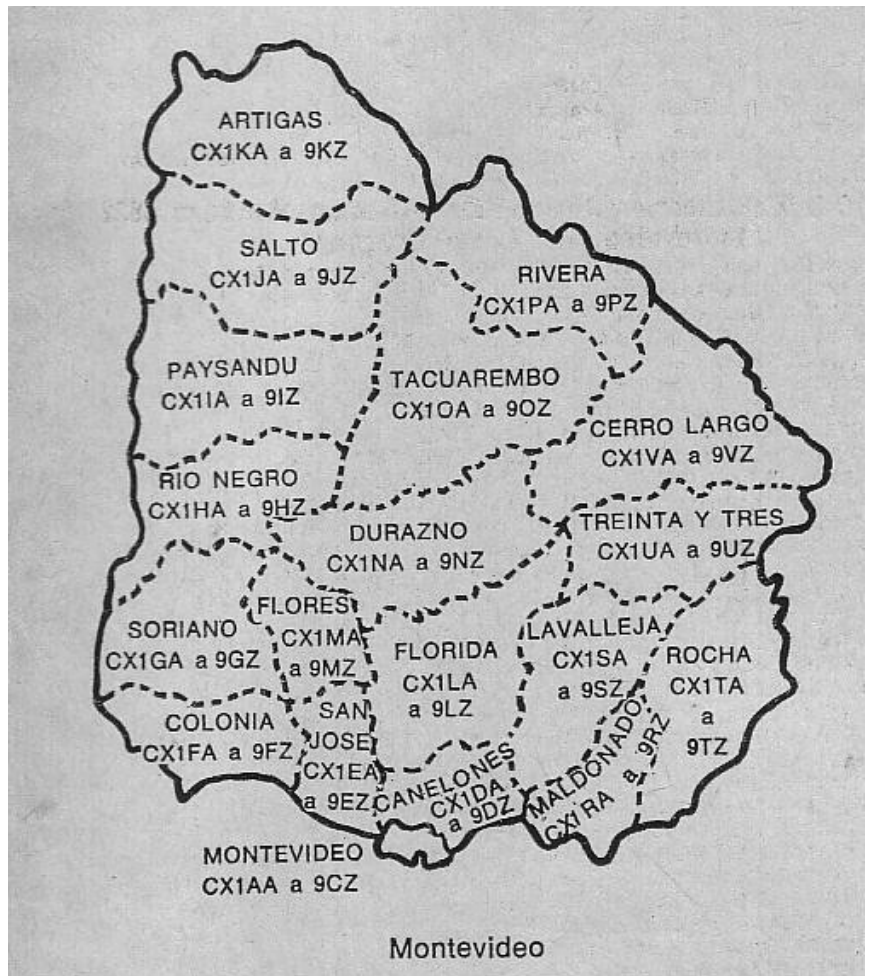 ARTIGAS
CX1KA a 9KZ
SALTO
CX1JA a 9JZ
RIVERA
CX1PA a 9PZ
PAYSANDU
CX1IA a 9IZ
TACUAREMBO
CX1OA a 9OZ
CERRO LARGO
CX1VA a 9VZ
RIO NEGRO
CX1HA a 9HZ
DURAZNO
CX1NA a 9NZ
TREINTA Y TRES
CX1UA a 9UZ
FLORES
CX1MA
a 9MZ
SORIANO
CX1GA a 9GZ
FLORIDA
CX1LA
a 9LZ
LAVALLEJA
CX1SA
a 9SZ
ROCHA
CX1TA
a
9TZ
COLONIA
CX1FA a 9FZ
SAN
JOSE
CX1EA
a 9EZ
CANELONES
CX1DA
a 9DZ
MALDONADO
CX1RA a 9RZ
MONTEVIDEO
CX1AA a 9CZ
Montevideo